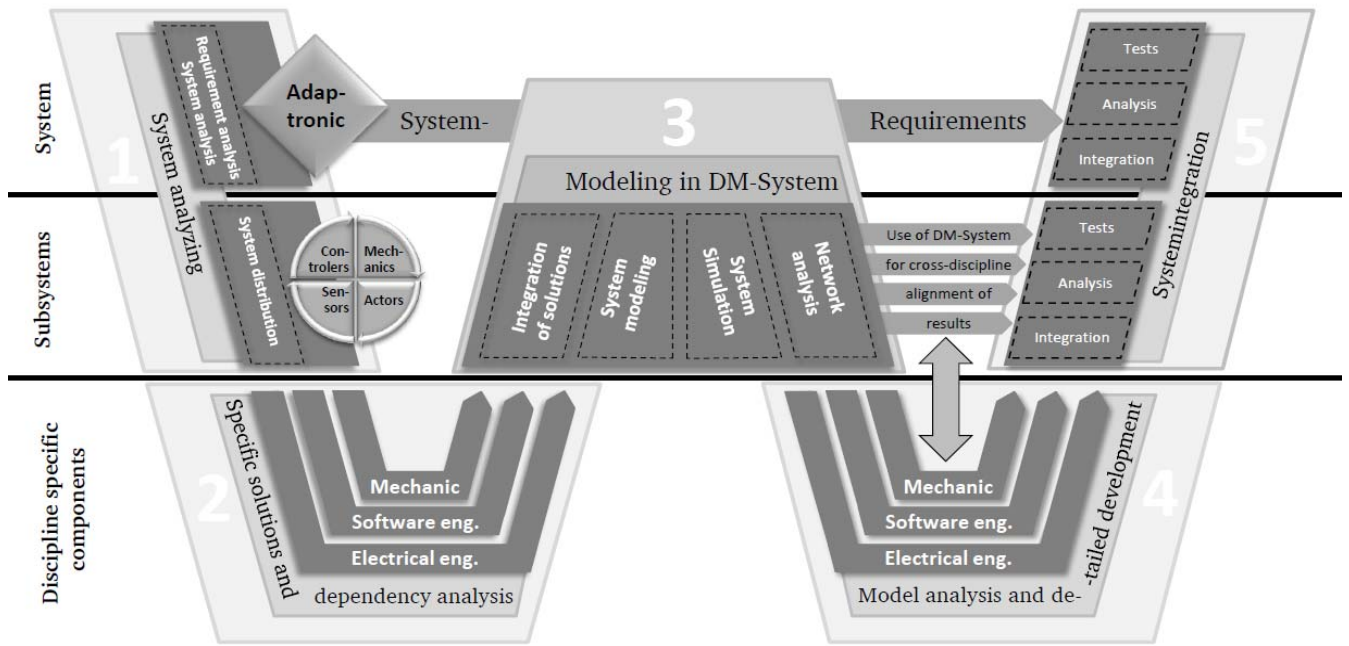 System
1
System analyzing
Requirement analysis
System analysis
Adap-
tronic
System-
3
Requirements
Modeling in DM-System
Tests
Analysis
Integration
5
Systemintegration
Subsystems
System distribution
Con-
trolers
Mech-
anics
Sen-
sors
Actors
Integration
of solutions
System
modeling
System
Simulation
Network
analysis
Use of DM-System
for cross-discipline
alignment of
results
Tests
Analysis
Integration
Discipline specific
components
2
Specific solutions and
dependency analysis
Mechanic
Software eng.
Electrical eng.
4
Mechanic
Software eng.
Electrical eng.
Model analysis and de-
-tailed development